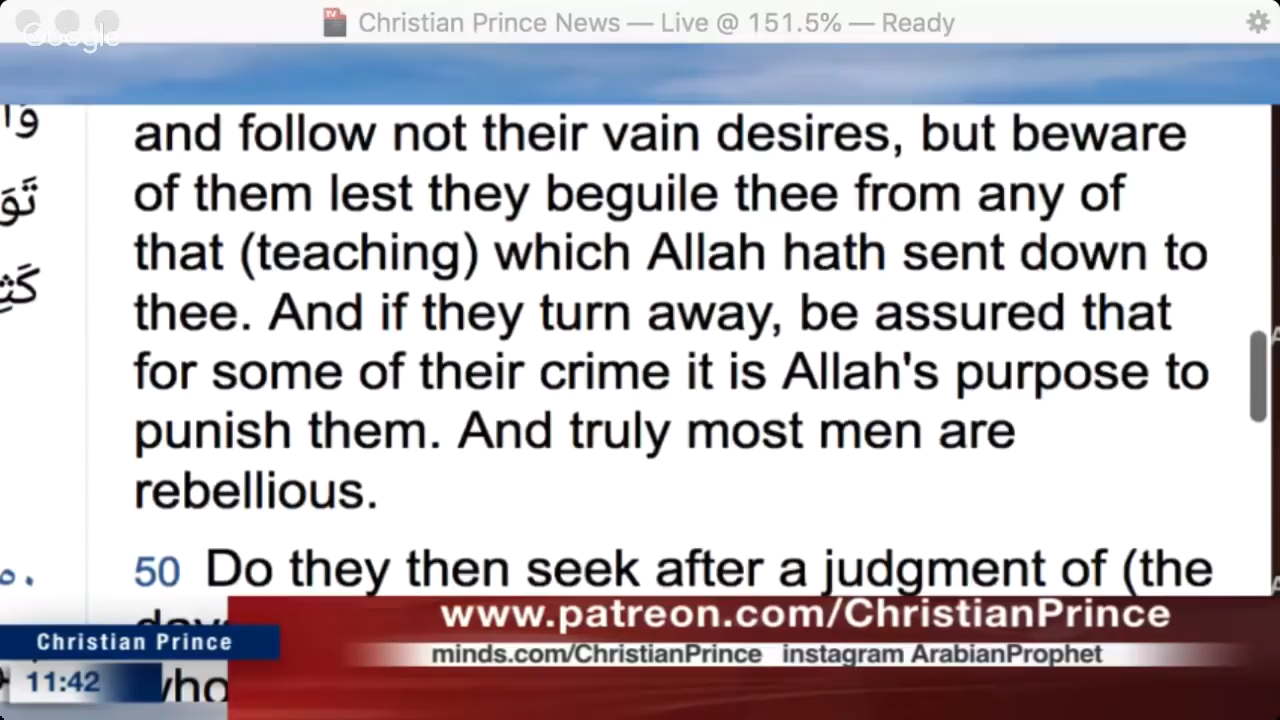 Christian Prince News — Live @ 151.5% — Ready
Google
and follow not their vain desires, but beware
of them lest they beguile thee from any of
that (teaching) which Allah hath sent down to
thee. And if they turn away, be assured that
for some of their crime it is Allah's purpose to
punish them. And truly most men are
rebellious.
50 Do they then seek after a judgment of (the
www.patreon.com/ChristianPrince
Christian Prince
minds.com/ChristianPrince instagram ArabianProphet
11:42